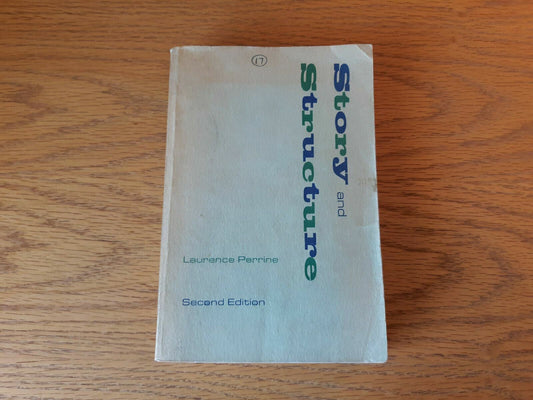 17
Story and
Structure
Laurence Perrine
Second Edition